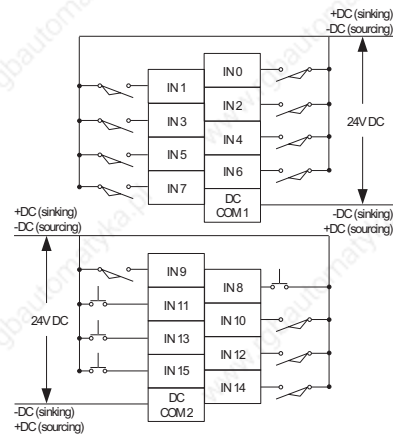 +DC (sinking)
-DC (sourcing)
IN 0
IN 1
IN 2
IN 3
IN 4
24V DC
IN 5
IN 6
IN 7
DC
COM 1
+DC (sinking)
-DC (sourcing)
-DC (sinking)
+DC (sourcing)
IN 9
IN 8
IN 11
IN 10
24V DC
IN 13
IN 12
IN 15
IN 14
DC
COM 2
-DC (sinking)
+DC (sourcing)
www.rgbautomatyka.pl